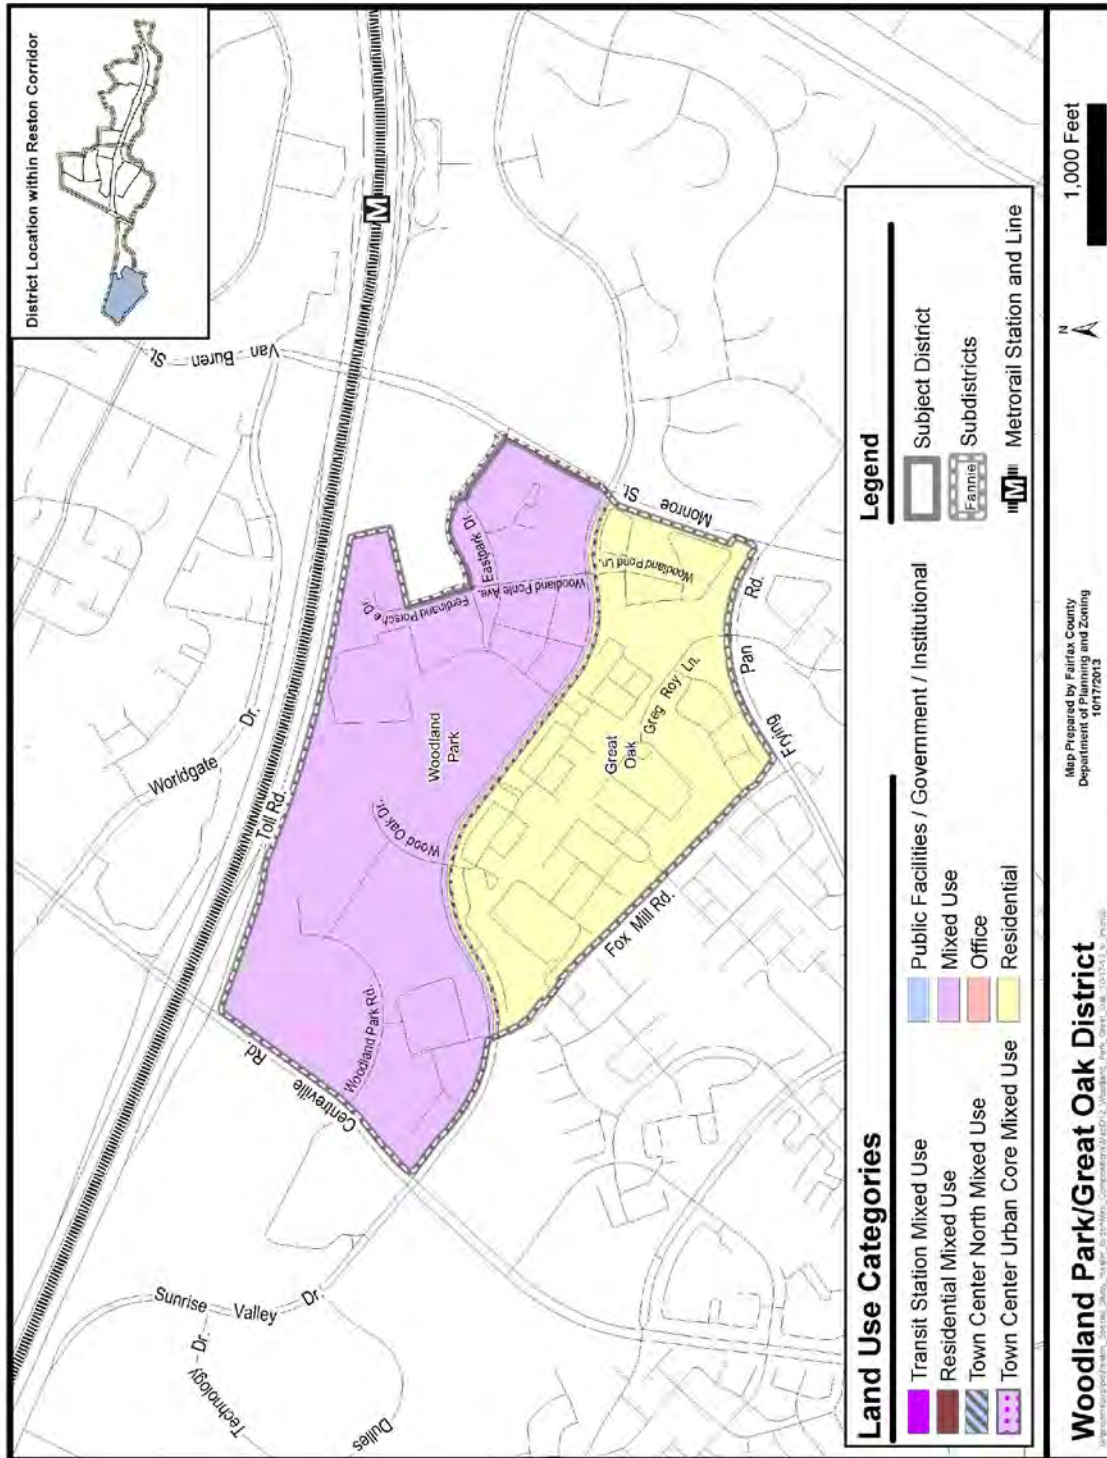 District Location within Reston Corridor
Van Buren St.
Worldgate Dr.
Toll Rd.
Centreville Rd.
Woodland Park Rd.
Wood Oak Dr.
Woodland Park
Ferdinand Porsche Dr.
Eastpark Dr.
Woodland Pointe Ave.
Woodland Pond Ln.
Monroe St.
Great Oak
Greg Roy Ln.
Frying Pan Rd.
Fox Mill Rd.
Sunrise Valley Dr.
Technology Dr.
Dulles
M
Land Use Categories
Transit Station Mixed Use
Residential Mixed Use
Town Center North Mixed Use
Town Center Urban Core Mixed Use
Public Facilities / Government / Institutional
Mixed Use
Office
Residential
Legend
Subject District
Fannie
Subdistricts
M
Metrorail Station and Line
Woodland Park/Great Oak District
Map Prepared by Fairfax County
Department of Planning and Zoning
10/17/2013
N
1,000 Feet